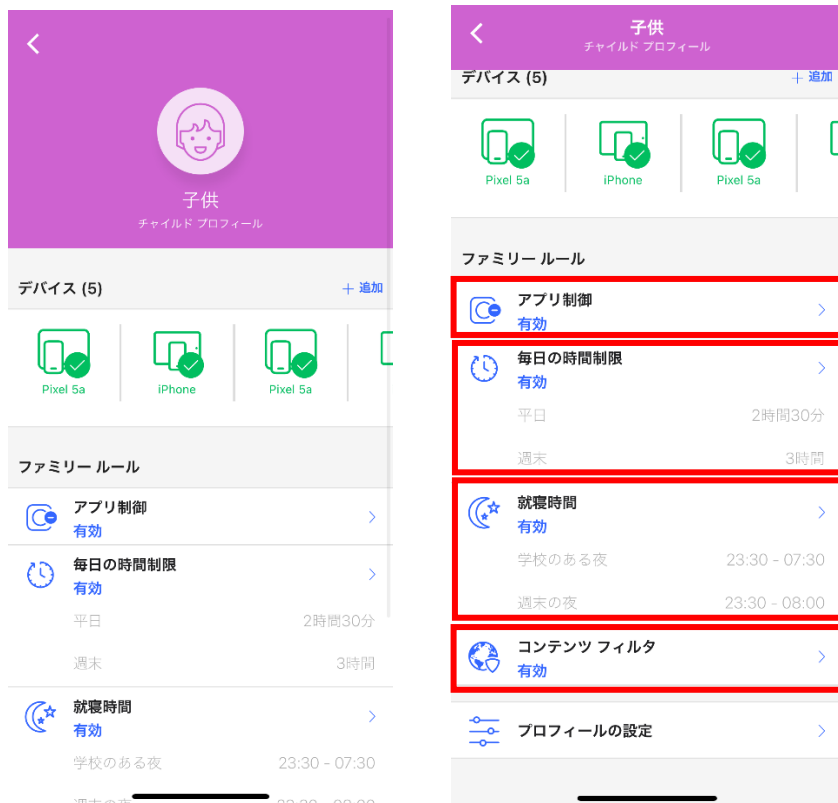 子供
チャイルド プロフィール
デバイス (5)
＋ 追加
Pixel 5a
iPhone
Pixel 5a
ファミリー ルール
アプリ制御
有効
毎日の時間制限
有効
平日 2時間30分
週末 3時間
就寝時間
有効
学校のある夜 23:30 - 07:30
週末の夜 23:30 - 08:00
子供
チャイルド プロフィール
デバイス (5)
＋ 追加
Pixel 5a
iPhone
Pixel 5a
ファミリー ルール
アプリ制御
有効
毎日の時間制限
有効
平日 2時間30分
週末 3時間
就寝時間
有効
学校のある夜 23:30 - 07:30
週末の夜 23:30 - 08:00
コンテンツ フィルタ
有効
プロフィールの設定